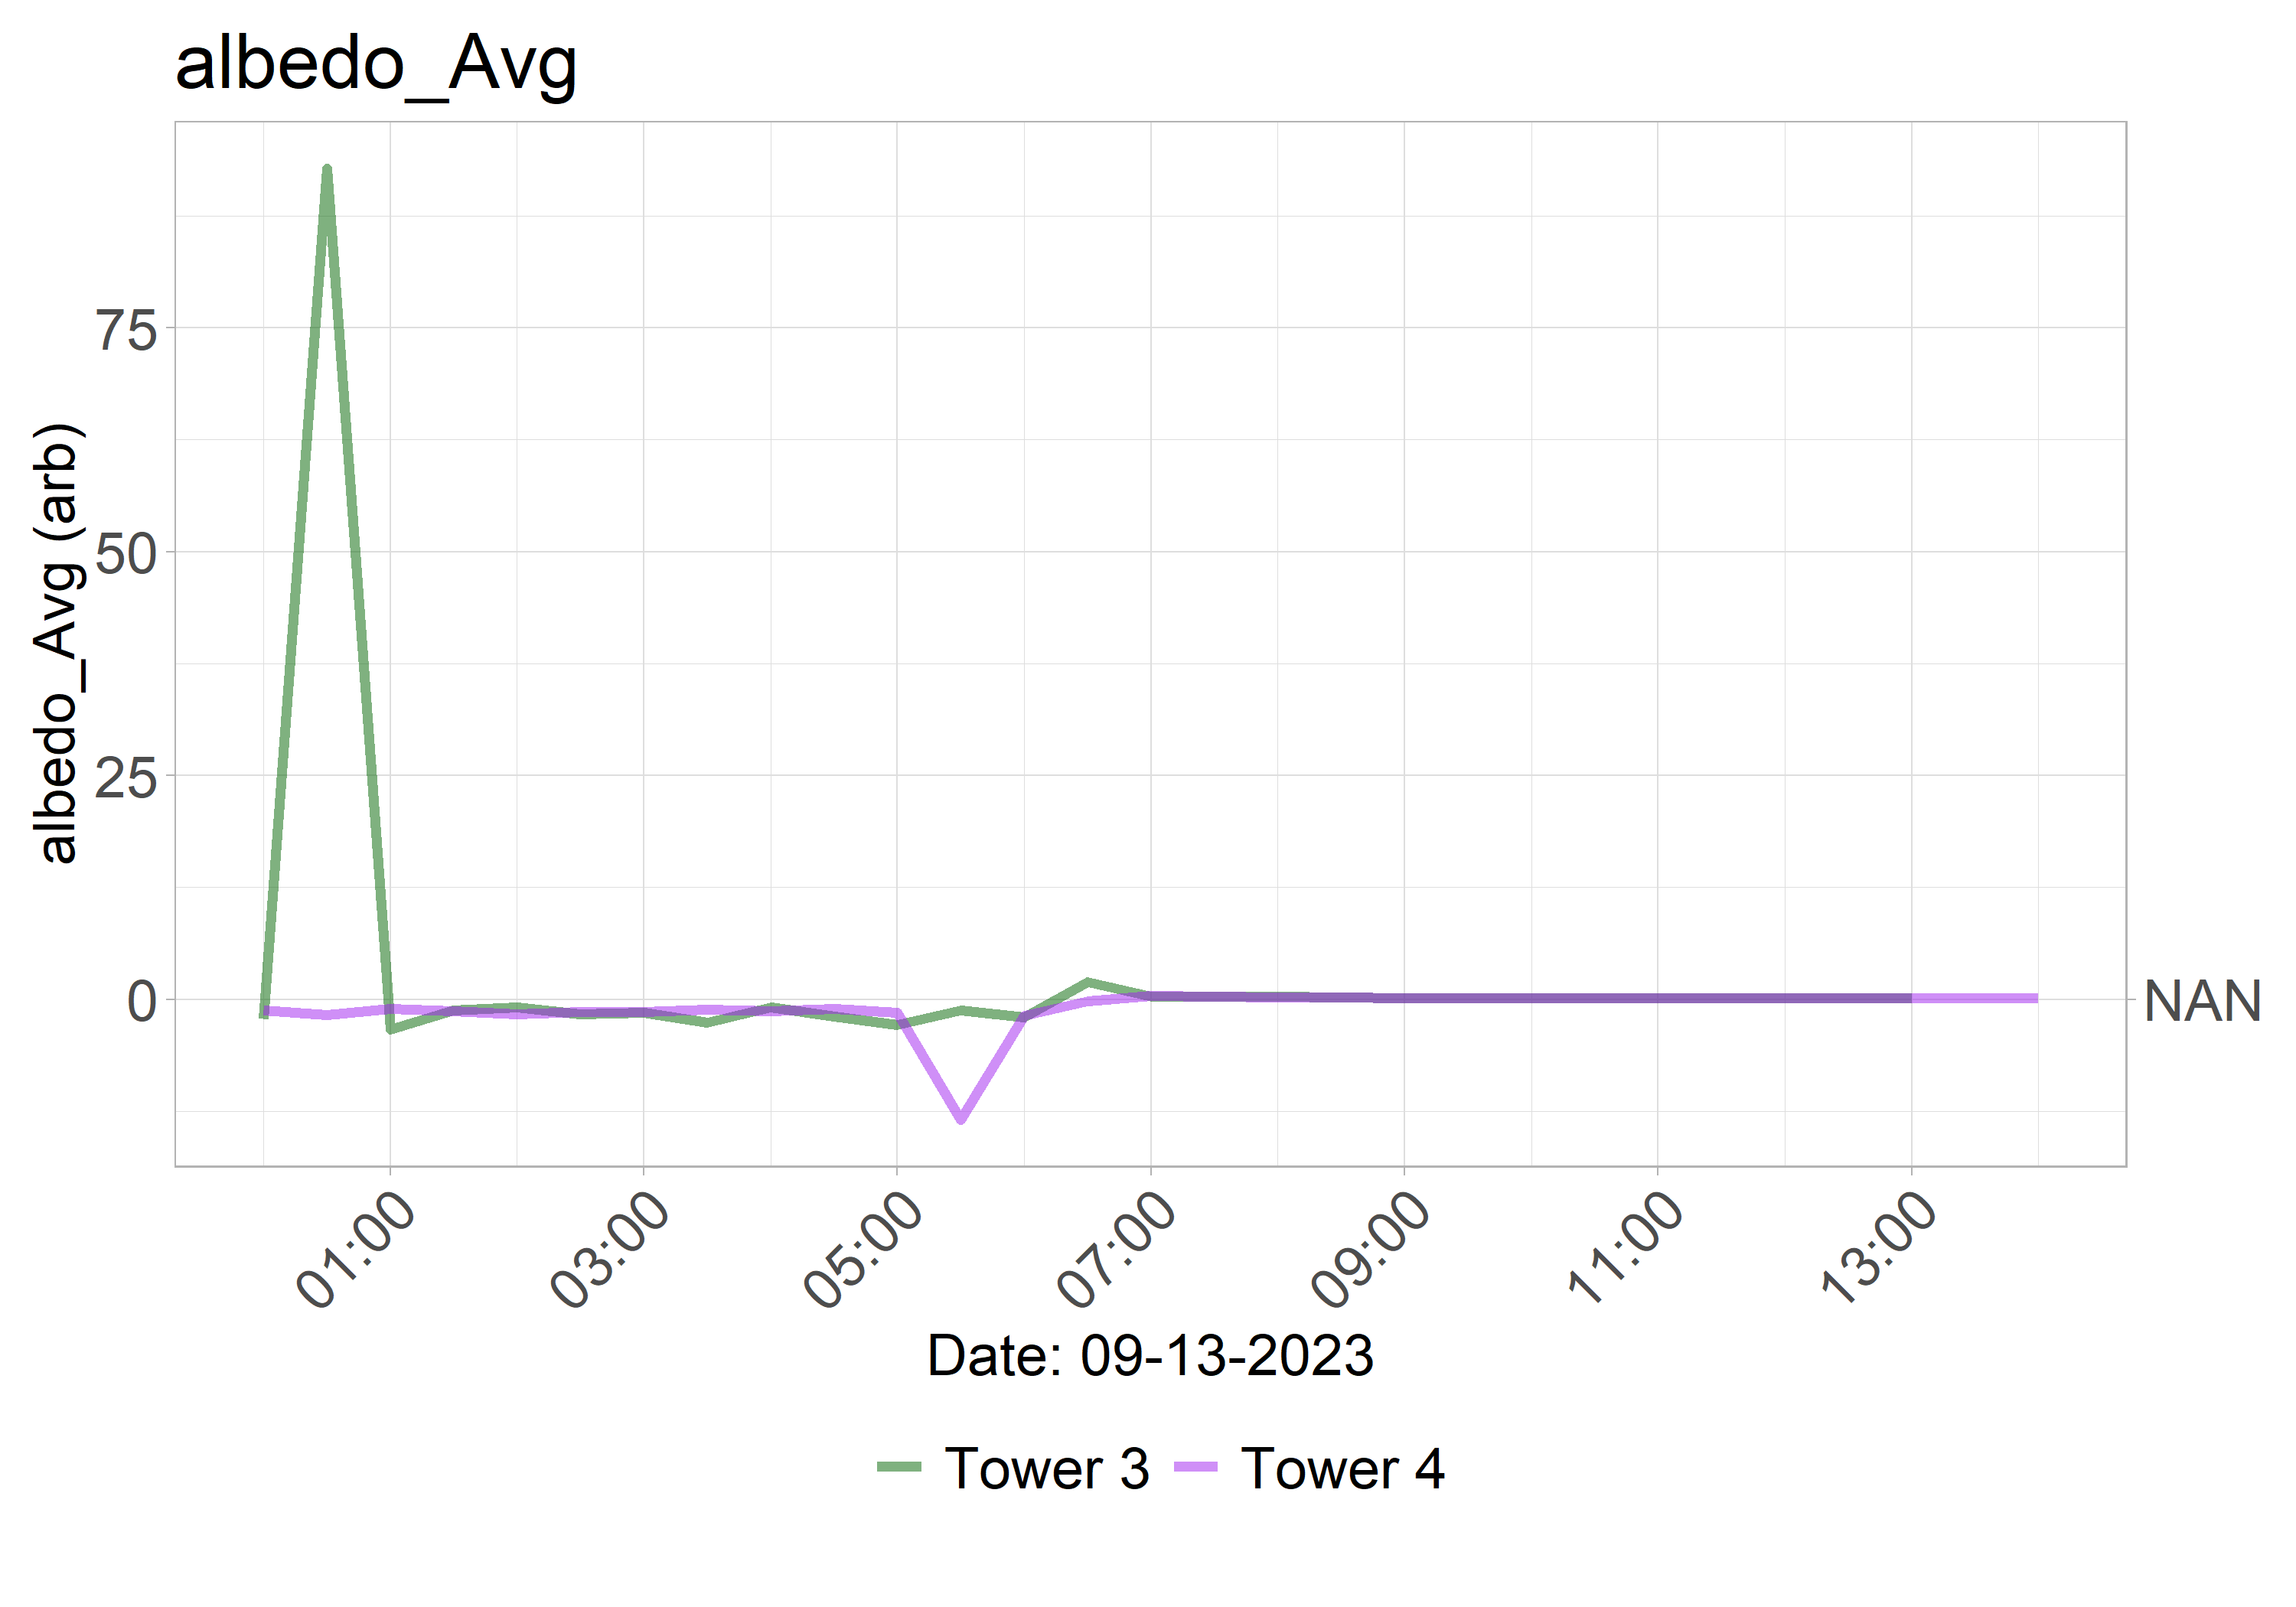 albedo_Avg
albedo_Avg (arb)
75
50
25
0
NAN
01:00 03:00 05:00 07:00 09:00 11:00 13:00
Date: 09-13-2023
Tower 3 Tower 4